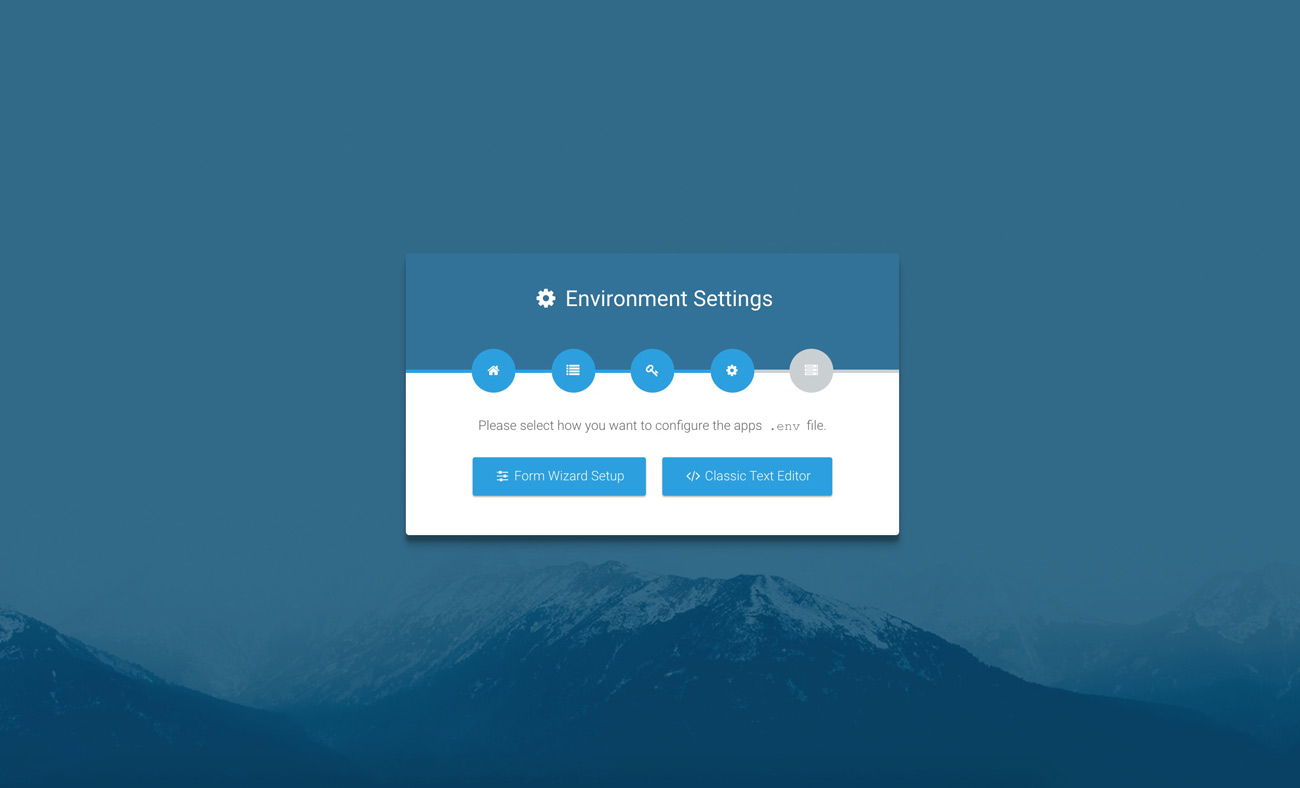 Environment Settings
Please select how you want to configure the apps .env file.
Form Wizard Setup
Classic Text Editor